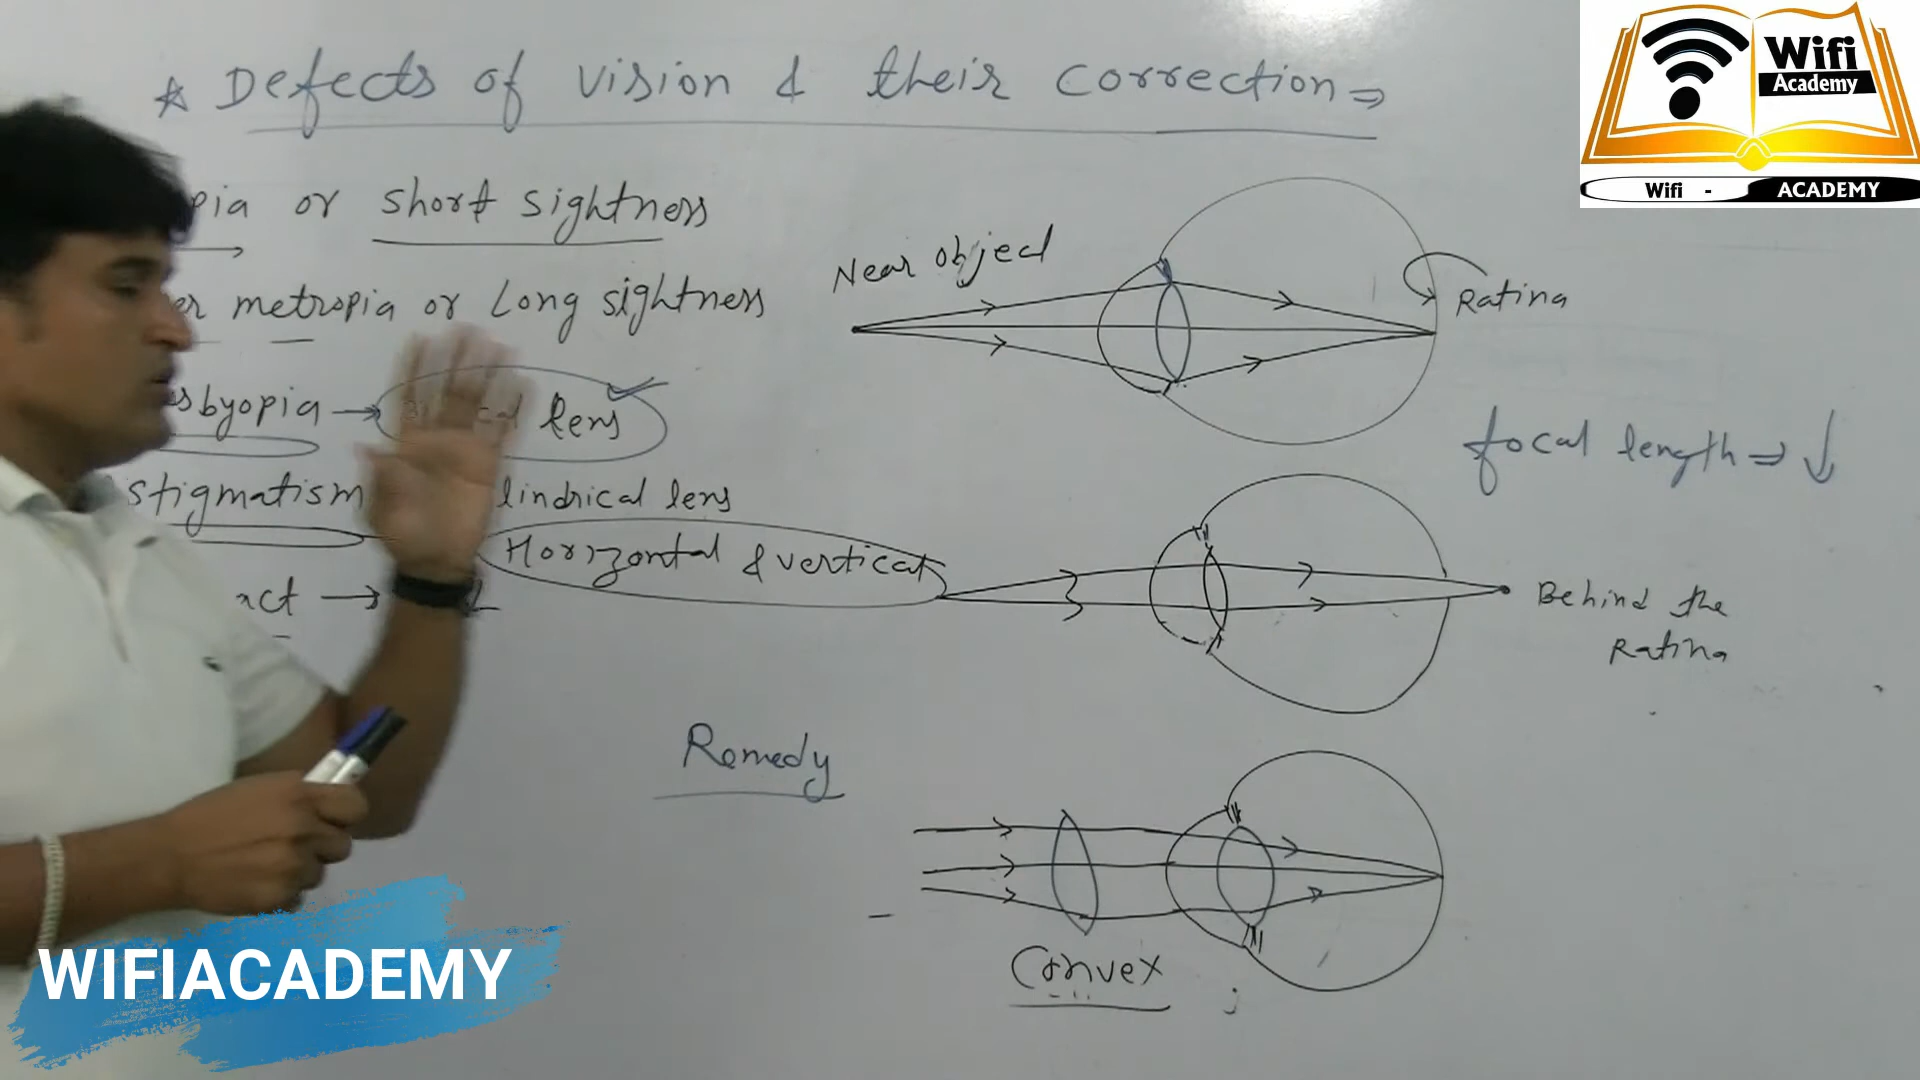 Defects of vision & their correction ⇒
pia or short sightness
er metropia or Long sightness
sbyopia → lens
stigmatism lindrical lens
Horizontal & vertical
act →
Near object
Ratina
focal length ⇒ ↓
Behind the
Ratina
Remedy
Convex
Wifi
Academy
Wifi - ACADEMY
WIFIACADEMY